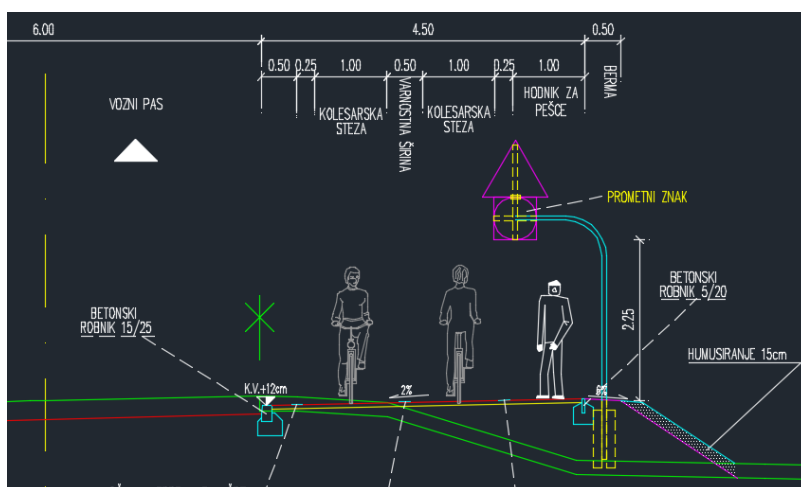 6.00
4.50
0.50
0.50
0.25
1.00
0.50
1.00
0.25
1.00
VOZNI PAS
KOLESARSKA
STEZA
VARNOSTNA ŠIRINA
KOLESARSKA
STEZA
HODNIK ZA
PEŠCE
BERMA
PROMETNI ZNAK
BETONSKI
ROBNIK 15/25
BETONSKI
ROBNIK 5/20
2.25
HUMUSIRANJE 15cm
K.V.+12cm
2%
6%